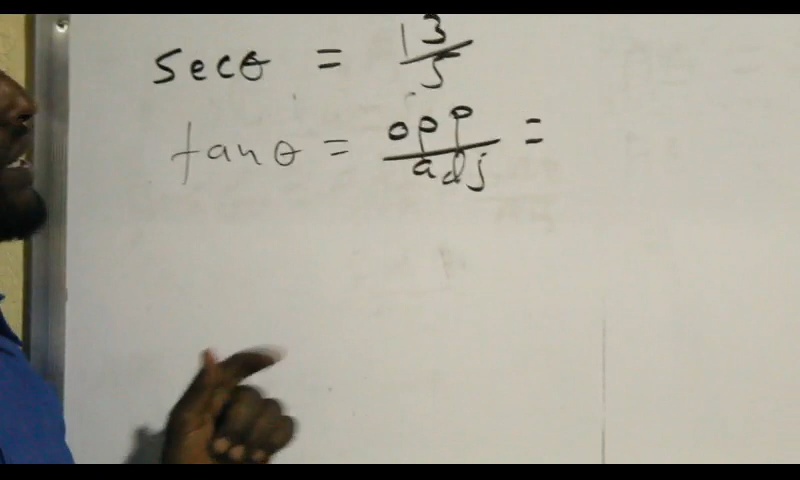 secθ = 13/5
tanθ = opp/adj =